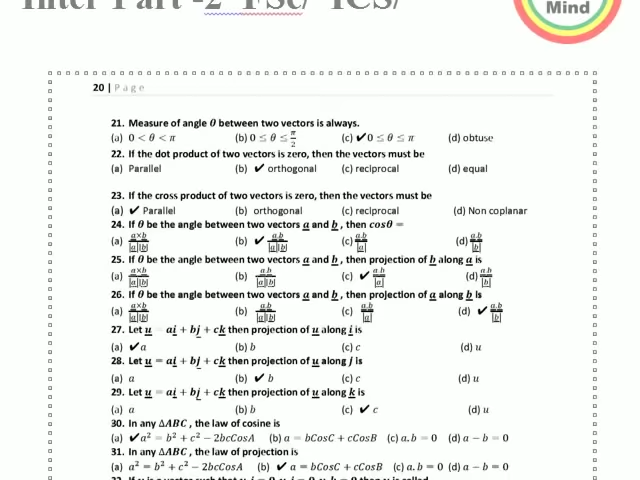 Inter Part -2 FSc/ ICS/
Mind
20 | Page
21. Measure of angle θ between two vectors is always.
(a) 0 < θ < π (b) 0 ≤ θ ≤ π/2 (c) ✔0 ≤ θ ≤ π (d) obtuse
22. If the dot product of two vectors is zero, then the vectors must be
(a) Parallel (b) ✔ orthogonal (c) reciprocal (d) equal
23. If the cross product of two vectors is zero, then the vectors must be
(a) ✔ Parallel (b) orthogonal (c) reciprocal (d) Non coplanar
24. If θ be the angle between two vectors a and b , then cosθ =
(a) a×b/|a||b| (b) ✔ a.b/|a||b| (c) a.b/|a| (d) a.b/|b|
25. If θ be the angle between two vectors a and b , then projection of b along a is
(a) a×b/|a||b| (b) a.b/|a||b| (c) ✔ a.b/|a| (d) a.b/|b|
26. If θ be the angle between two vectors a and b , then projection of a along b is
(a) a×b/|a||b| (b) a.b/|a||b| (c) a.b/|a| (d) ✔ a.b/|b|
27. Let u = ai + bj + ck then projection of u along i is
(a) ✔a (b) b (c) c (d) u
28. Let u = ai + bj + ck then projection of u along j is
(a) a (b) ✔ b (c) c (d) u
29. Let u = ai + bj + ck then projection of u along k is
(a) a (b) b (c) ✔ c (d) u
30. In any ΔABC , the law of cosine is
(a) ✔a² = b² + c² − 2bcCosA (b) a = bCosC + cCosB (c) a.b = 0 (d) a − b = 0
31. In any ΔABC , the law of projection is
(a) a² = b² + c² − 2bcCosA (b) ✔ a = bCosC + cCosB (c) a.b = 0 (d) a − b = 0